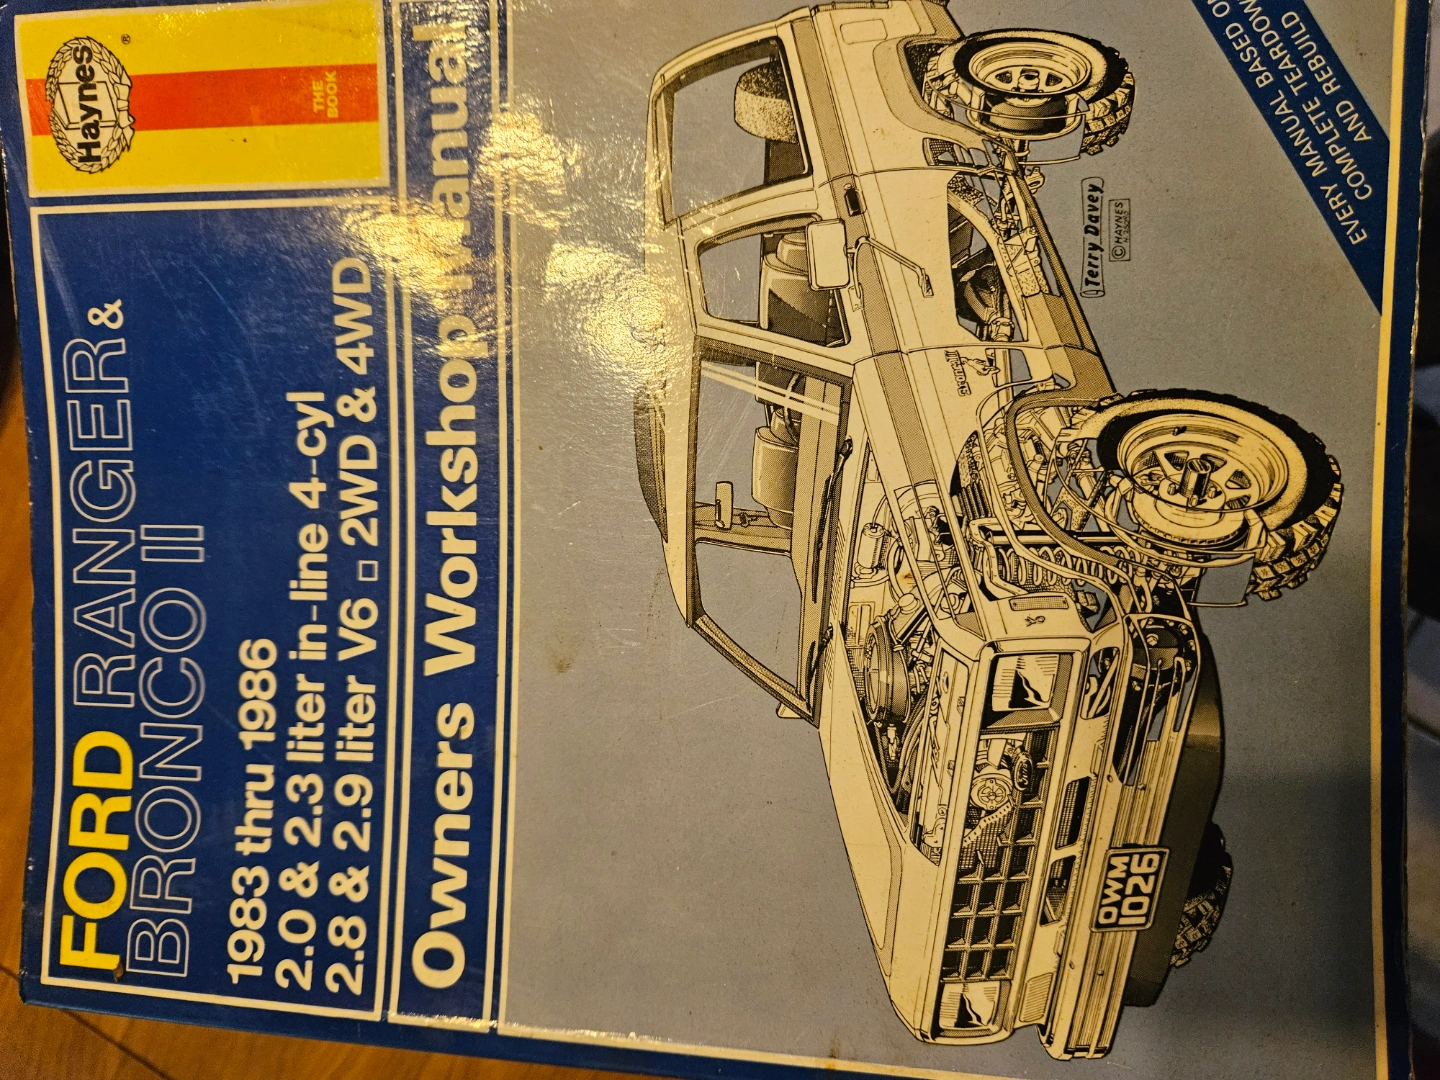 Haynes
®
THE
BOOK
FORD RANGER &
BRONCO II
1983 thru 1986
2.0 & 2.3 liter in-line 4-cyl
2.8 & 2.9 liter V6 ▫ 2WD & 4WD
Owners Workshop Manual
EVERY MANUAL BASED ON
COMPLETE TEARDOWN
AND REBUILD
Terry Davey
© HAYNES
OWM
1026